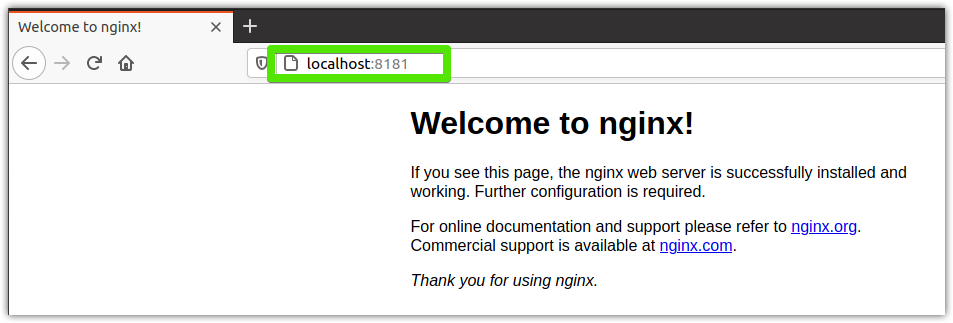 Welcome to nginx!
localhost:8181
Welcome to nginx!
If you see this page, the nginx web server is successfully installed and
working. Further configuration is required.
For online documentation and support please refer to nginx.org.
Commercial support is available at nginx.com.
Thank you for using nginx.